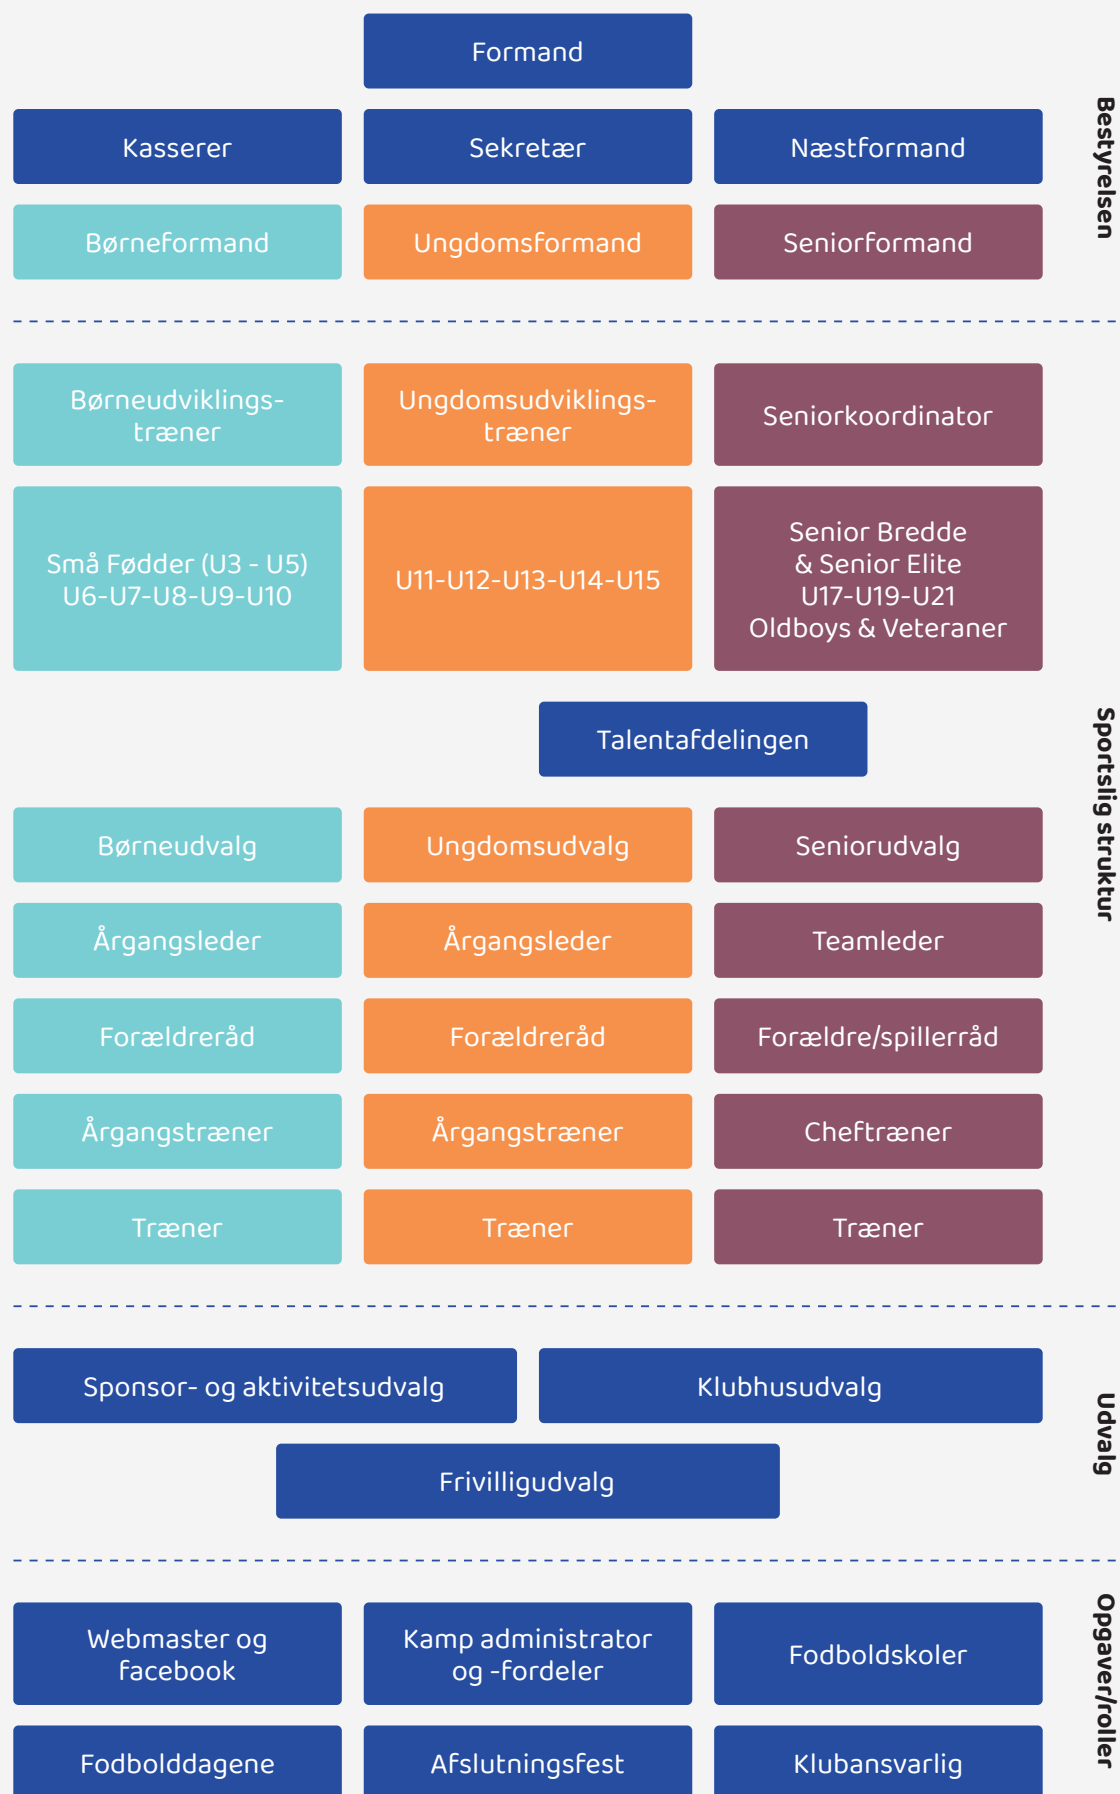 Formand
Kasserer
Sekretær
Næstformand
Børneformand
Ungdomsformand
Seniorformand
Bestyrelsen
Børneudviklings-
træner
Ungdomsudviklings-
træner
Seniorkoordinator
Små Fødder (U3 - U5)
U6-U7-U8-U9-U10
U11-U12-U13-U14-U15
Senior Bredde
& Senior Elite
U17-U19-U21
Oldboys & Veteraner
Talentafdelingen
Børneudvalg
Ungdomsudvalg
Seniorudvalg
Årgangsleder
Årgangsleder
Teamleder
Forældreråd
Forældreråd
Forældre/spillerråd
Årgangstræner
Årgangstræner
Cheftræner
Træner
Træner
Træner
Sportslig struktur
Sponsor- og aktivitetsudvalg
Klubhusudvalg
Frivilligudvalg
Udvalg
Webmaster og
facebook
Kamp administrator
og -fordeler
Fodboldskoler
Fodbolddagene
Afslutningsfest
Klubansvarlig
Opgaver/roller